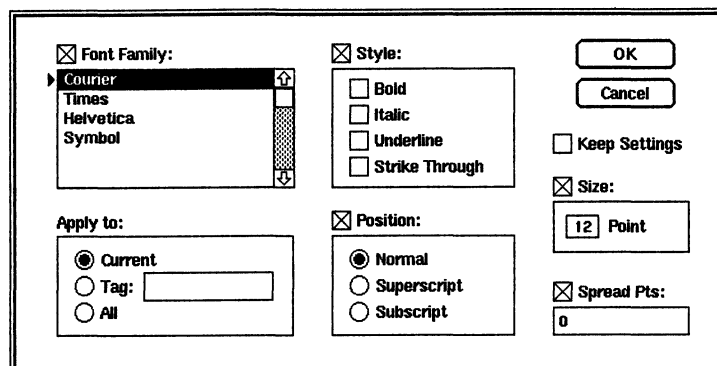 Font Family:
Courier
Times
Helvetica
Symbol
Style:
Bold
Italic
Underline
Strike Through
OK
Cancel
Keep Settings
Size:
12 Point
Apply to:
Current
Tag:
All
Position:
Normal
Superscript
Subscript
Spread Pts:
0